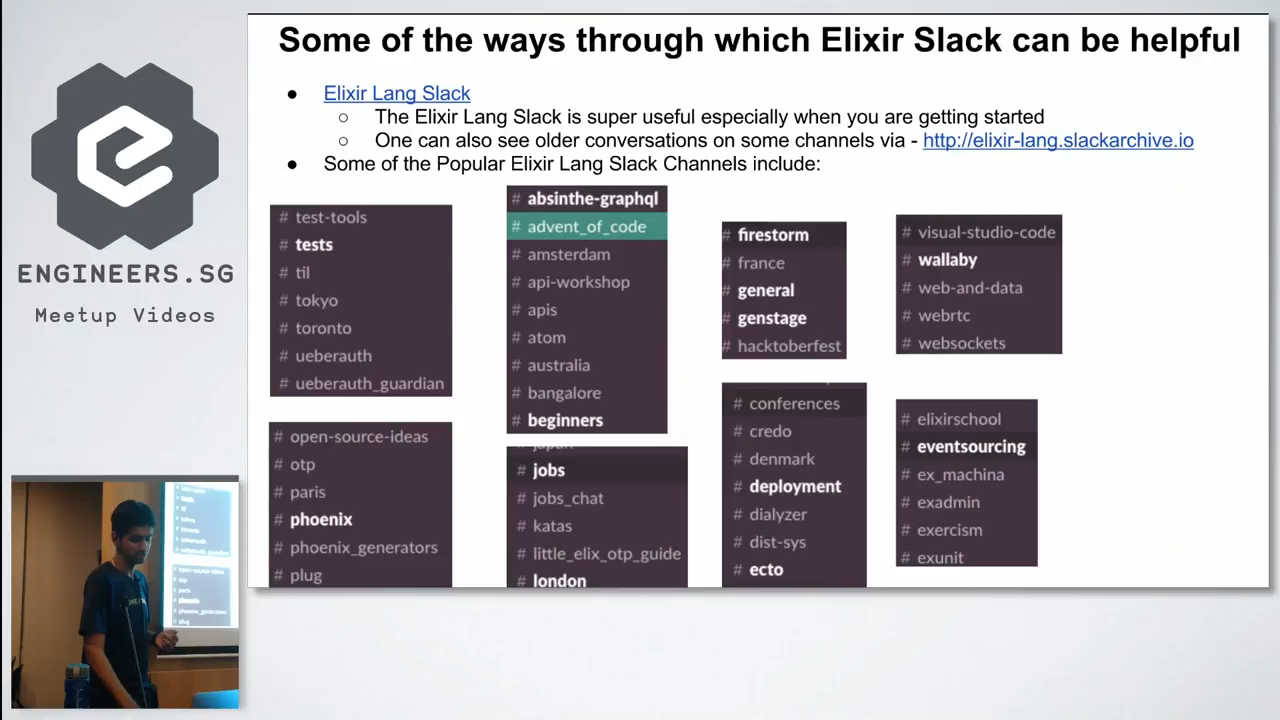 Some of the ways through which Elixir Slack can be helpful
● Elixir Lang Slack
○ The Elixir Lang Slack is super useful especially when you are getting started
○ One can also see older conversations on some channels via - http://elixir-lang.slackarchive.io
● Some of the Popular Elixir Lang Slack Channels include:
ENGINEERS.SG
Meetup Videos
# test-tools
# tests
# til
# tokyo
# toronto
# ueberauth
# ueberauth_guardian
# open-source-ideas
# otp
# paris
# phoenix
# phoenix_generators
# plug
# absinthe-graphql
# advent_of_code
# amsterdam
# api-workshop
# apis
# atom
# australia
# bangalore
# beginners
# jobs
# jobs_chat
# katas
# little_elix_otp_guide
# london
# firestorm
# france
# general
# genstage
# hacktoberfest
# conferences
# credo
# denmark
# deployment
# dialyzer
# dist-sys
# ecto
# visual-studio-code
# wallaby
# web-and-data
# webrtc
# websockets
# elixirschool
# eventsourcing
# ex_machina
# exadmin
# exercism
# exunit